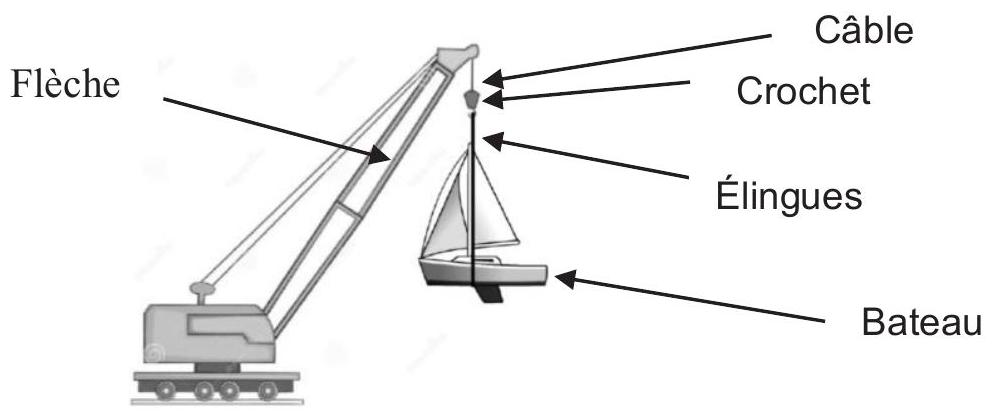 Câble
Flèche
Crochet
Élingues
Bateau